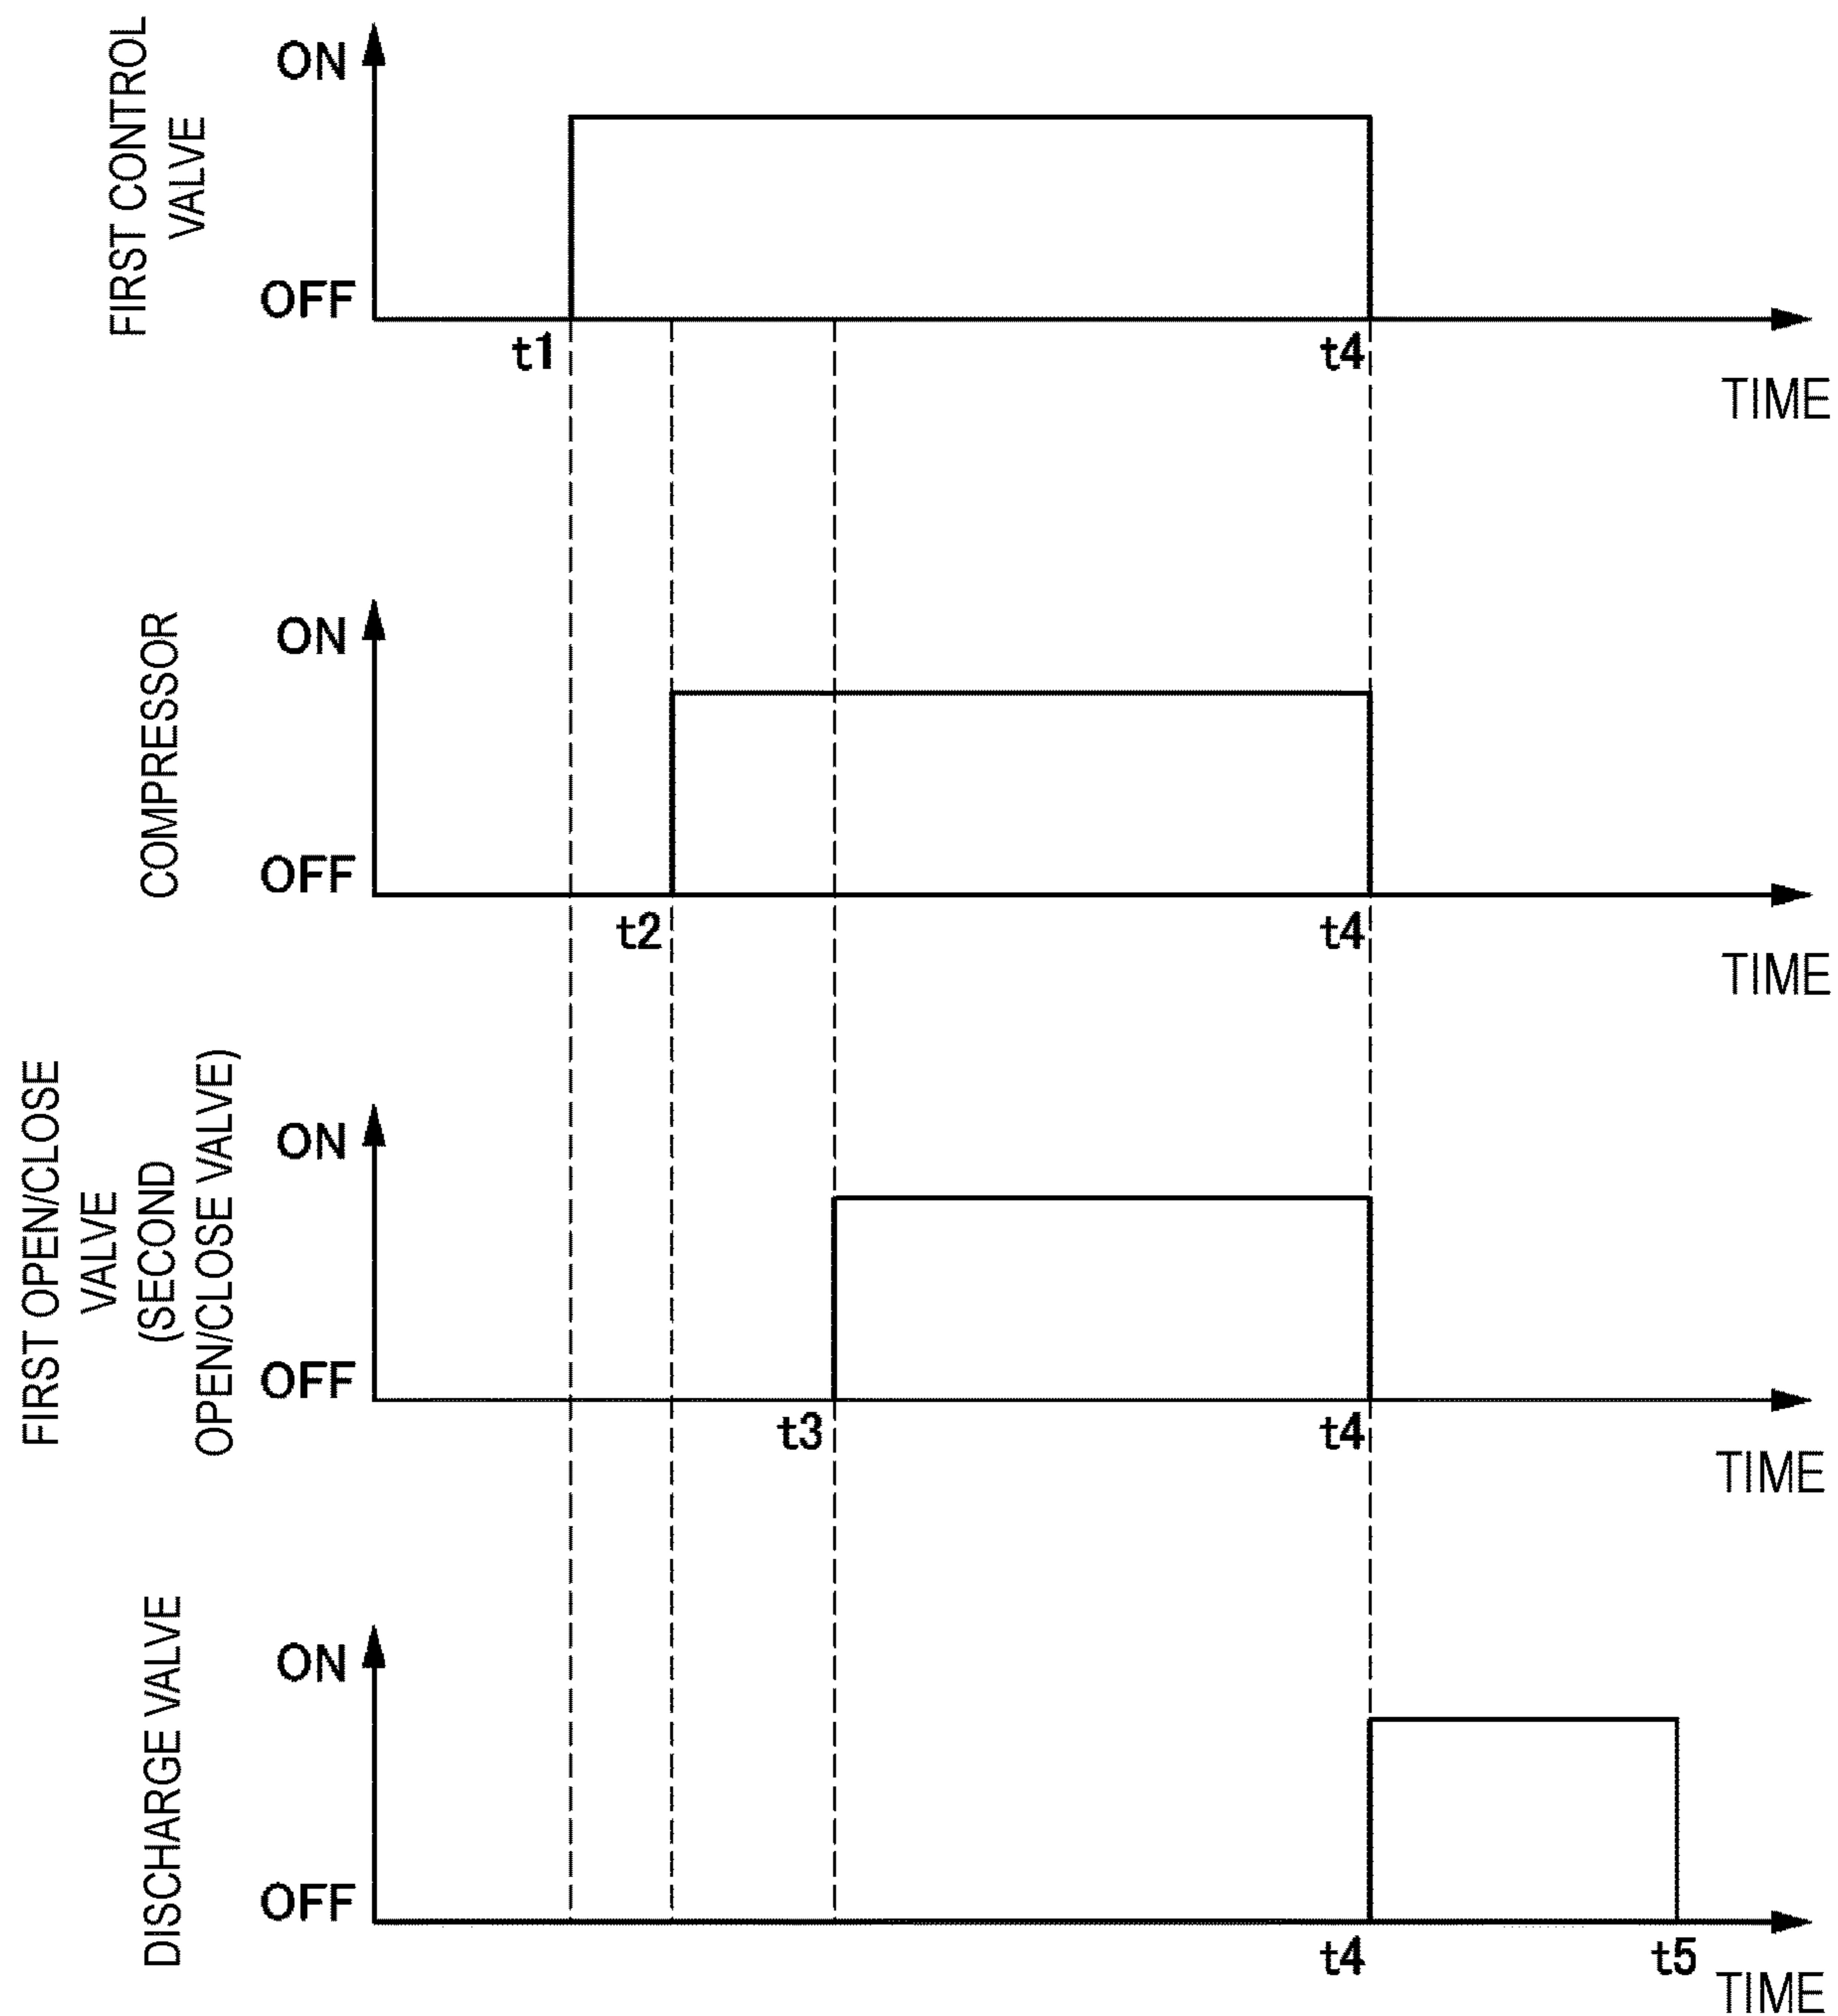 FIRST CONTROL
VALVE
ON
OFF
t1
t4
TIME
COMPRESSOR
ON
OFF
t2
t4
TIME
FIRST OPEN/CLOSE
VALVE
(SECOND
OPEN/CLOSE VALVE)
ON
OFF
t3
t4
TIME
DISCHARGE VALVE
ON
OFF
t4
t5
TIME